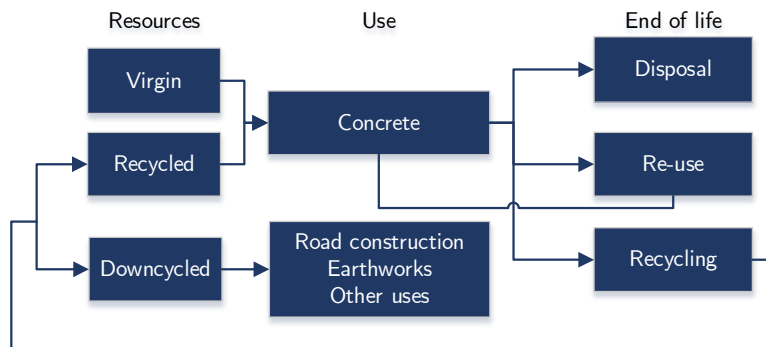 Resources
Use
End of life
Virgin
Disposal
Concrete
Recycled
Re-use
Road construction
Earthworks
Other uses
Downcycled
Recycling